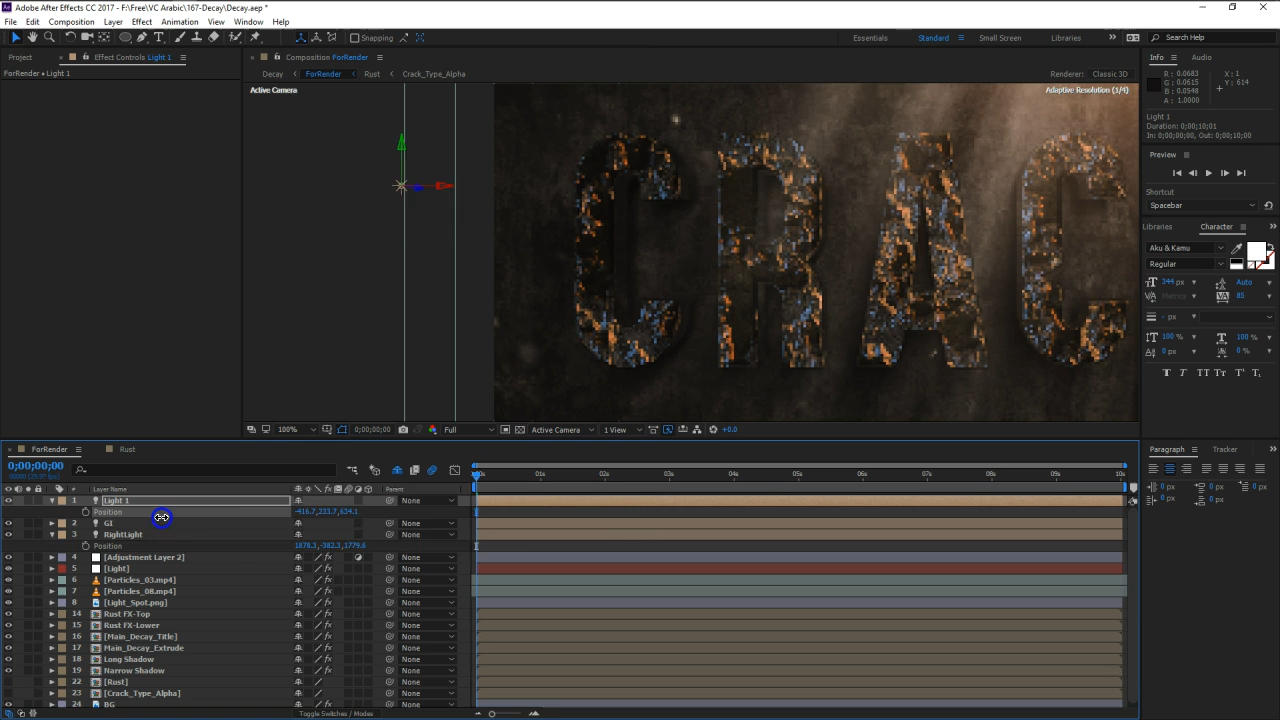 Adobe After Effects CC 2017 - F:\Free\VC Arabic\167-Decay\Decay.aep *
File Edit Composition Layer Effect Animation View Window Help
Snapping
Essentials Standard Small Screen Libraries Search Help
Project Effect Controls Light 1
ForRender • Light 1
Composition ForRender
Decay ForRender Rust Crack_Type_Alpha
Renderer: Classic 3D
Active Camera
Adaptive Resolution (1/4)
CRAC
100% 0;00;00;00 Full Active Camera 1 View +0.0
Info Audio
R : 0.0683
G : 0.0615
B : 0.0548
A : 1.0000
X : 1
Y : 614
Light 1
Duration: 0;00;10;01
In: 0;00;00;00, Out: 0;00;10;00
Preview
Shortcut
Spacebar
Libraries Character
Aku & Kamu
Regular
344 px Auto
Metrics 85
- px
100 % 100 %
0 px 0 %
T T TT Tт T¹ T₁
Paragraph Tracker
0 px 0 px 0 px
0 px 0 px
ForRender Rust
0;00;00;00
# Layer Name Parent
:00s 01s 02s 03s 04s 05s 06s 07s 08s 09s 10s
1 Light 1 None
Position -416.7,233.7,634.1
2 GI None
3 RightLight None
Position 1878.3,-382.3,1779.6
4 [Adjustment Layer 2] None
5 [Light] None
6 [Particles_03.mp4] None
7 [Particles_08.mp4] None
8 [Light_Spot.png] None
14 Rust FX-Top None
15 Rust FX-Lower None
16 [Main_Decay_Title] None
17 Main_Decay_Extrude None
18 Long Shadow None
19 Narrow Shadow None
22 [Rust] None
23 [Crack_Type_Alpha] None
24 BG None
Toggle Switches / Modes